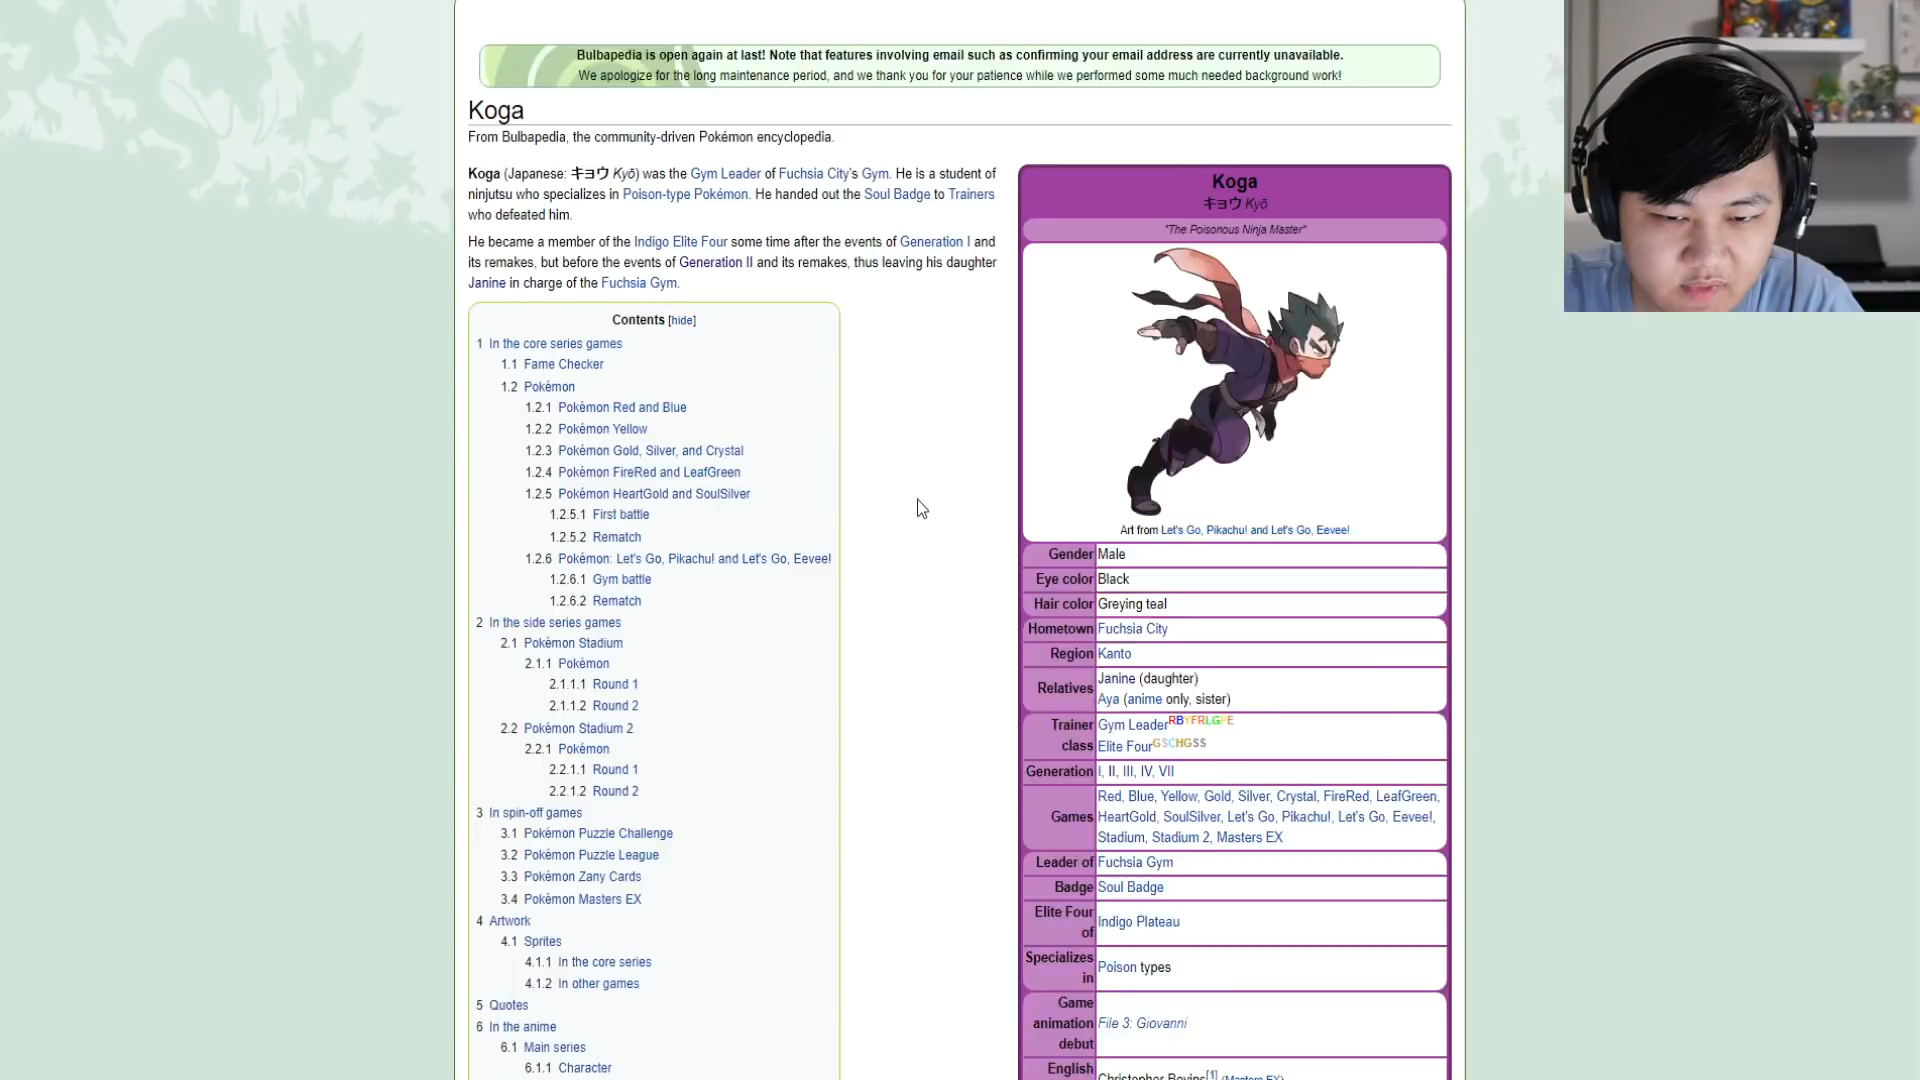 Bulbapedia is open again at last! Note that features involving email such as confirming your email address are currently unavailable.
We apologize for the long maintenance period, and we thank you for your patience while we performed some much needed background work!
Koga
From Bulbapedia, the community-driven Pokémon encyclopedia.
Koga (Japanese: キョウ Kyō) was the Gym Leader of Fuchsia City's Gym. He is a student of
ninjutsu who specializes in Poison-type Pokémon. He handed out the Soul Badge to Trainers
who defeated him.
He became a member of the Indigo Elite Four some time after the events of Generation I and
its remakes, but before the events of Generation II and its remakes, thus leaving his daughter
Janine in charge of the Fuchsia Gym.
Contents [hide]
1 In the core series games
1.1 Fame Checker
1.2 Pokémon
1.2.1 Pokémon Red and Blue
1.2.2 Pokémon Yellow
1.2.3 Pokémon Gold, Silver, and Crystal
1.2.4 Pokémon FireRed and LeafGreen
1.2.5 Pokémon HeartGold and SoulSilver
1.2.5.1 First battle
1.2.5.2 Rematch
1.2.6 Pokémon: Let's Go, Pikachu! and Let's Go, Eevee!
1.2.6.1 Gym battle
1.2.6.2 Rematch
2 In the side series games
2.1 Pokémon Stadium
2.1.1 Pokémon
2.1.1.1 Round 1
2.1.1.2 Round 2
2.2 Pokémon Stadium 2
2.2.1 Pokémon
2.2.1.1 Round 1
2.2.1.2 Round 2
3 In spin-off games
3.1 Pokémon Puzzle Challenge
3.2 Pokémon Puzzle League
3.3 Pokémon Zany Cards
3.4 Pokémon Masters EX
4 Artwork
4.1 Sprites
4.1.1 In the core series
4.1.2 In other games
5 Quotes
6 In the anime
6.1 Main series
6.1.1 Character
Koga
キョウ Kyō
"The Poisonous Ninja Master"
Art from Let's Go, Pikachu! and Let's Go, Eevee!
Gender Male
Eye color Black
Hair color Greying teal
Hometown Fuchsia City
Region Kanto
Relatives Janine (daughter)
Aya (anime only, sister)
Trainer class Gym Leader RBYFRLGPE
Elite Four GSCHGSS
Generation I, II, III, IV, VII
Games Red, Blue, Yellow, Gold, Silver, Crystal, FireRed, LeafGreen,
HeartGold, SoulSilver, Let's Go, Pikachu!, Let's Go, Eevee!,
Stadium, Stadium 2, Masters EX
Leader of Fuchsia Gym
Badge Soul Badge
Elite Four of Indigo Plateau
Specializes in Poison types
Game animation debut File 3: Giovanni
English Christopher Bevins[1] (Masters EX)